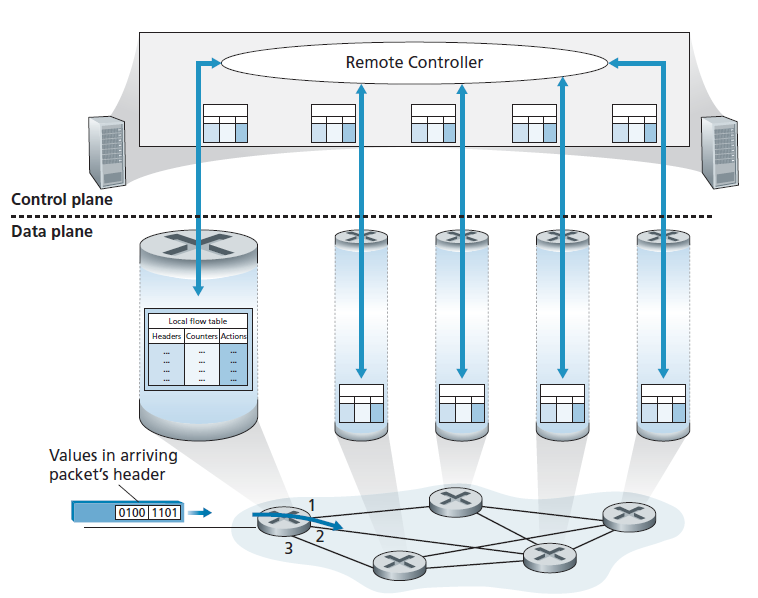 Remote Controller
Control plane
Data plane
Local flow table
Headers Counters Actions
... ... ...
... ... ...
... ... ...
... ... ...
Values in arriving
packet's header
0100 1101
1
2
3